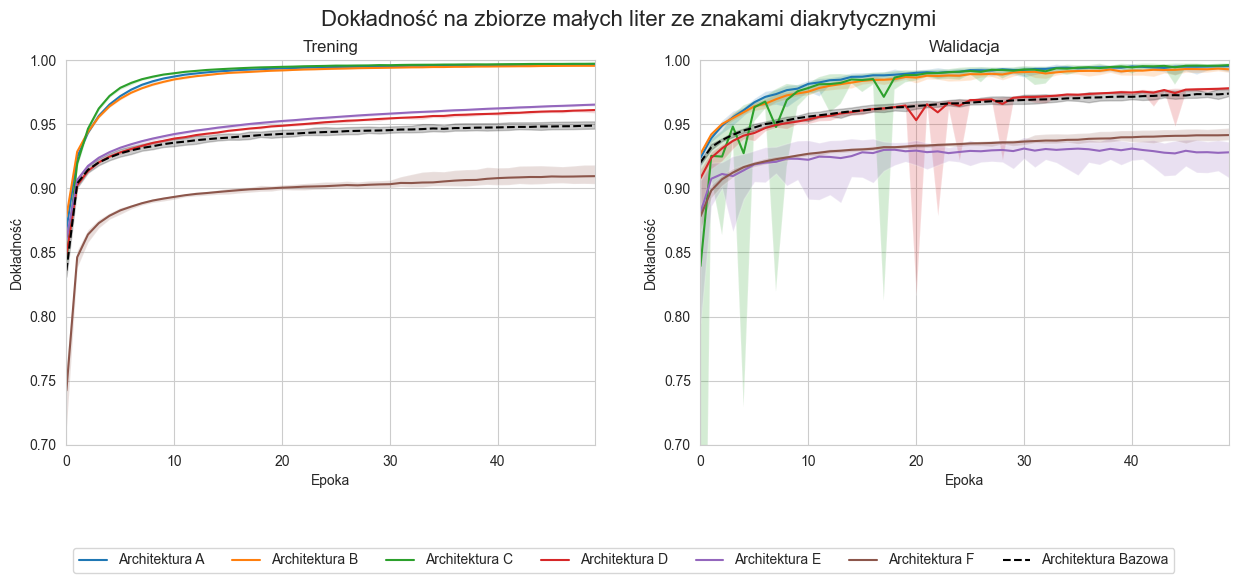 Dokładność na zbiorze małych liter ze znakami diakrytycznymi
Trening
Dokładność
1.00
0.95
0.90
0.85
0.80
0.75
0.70
0 10 20 30 40
Epoka
Walidacja
Dokładność
1.00
0.95
0.90
0.85
0.80
0.75
0.70
0 10 20 30 40
Epoka
Architektura A Architektura B Architektura C Architektura D Architektura E Architektura F Architektura Bazowa